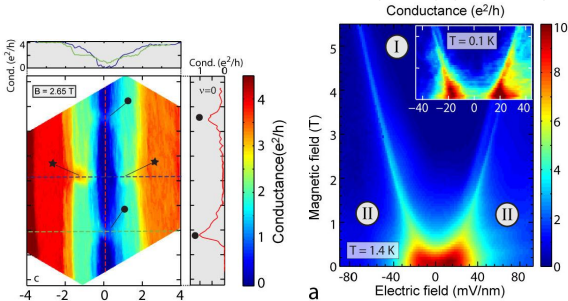 Cond. (e²/h)
4
2
0
Cond. (e²/h)
1 0
B = 2.65 T
ν=0
C
-4 -2 0 2 4
4
3
2
1
0
Conductance(e²/h)
Conductance (e²/h)
5
4
3
2
1
0
Magnetic field (T)
I
II
II
T = 0.1 K
-40 -20 0 20 40
T = 1.4 K
-80 -40 0 40 80
Electric field (mV/nm)
a
10
8
6
4
2
0